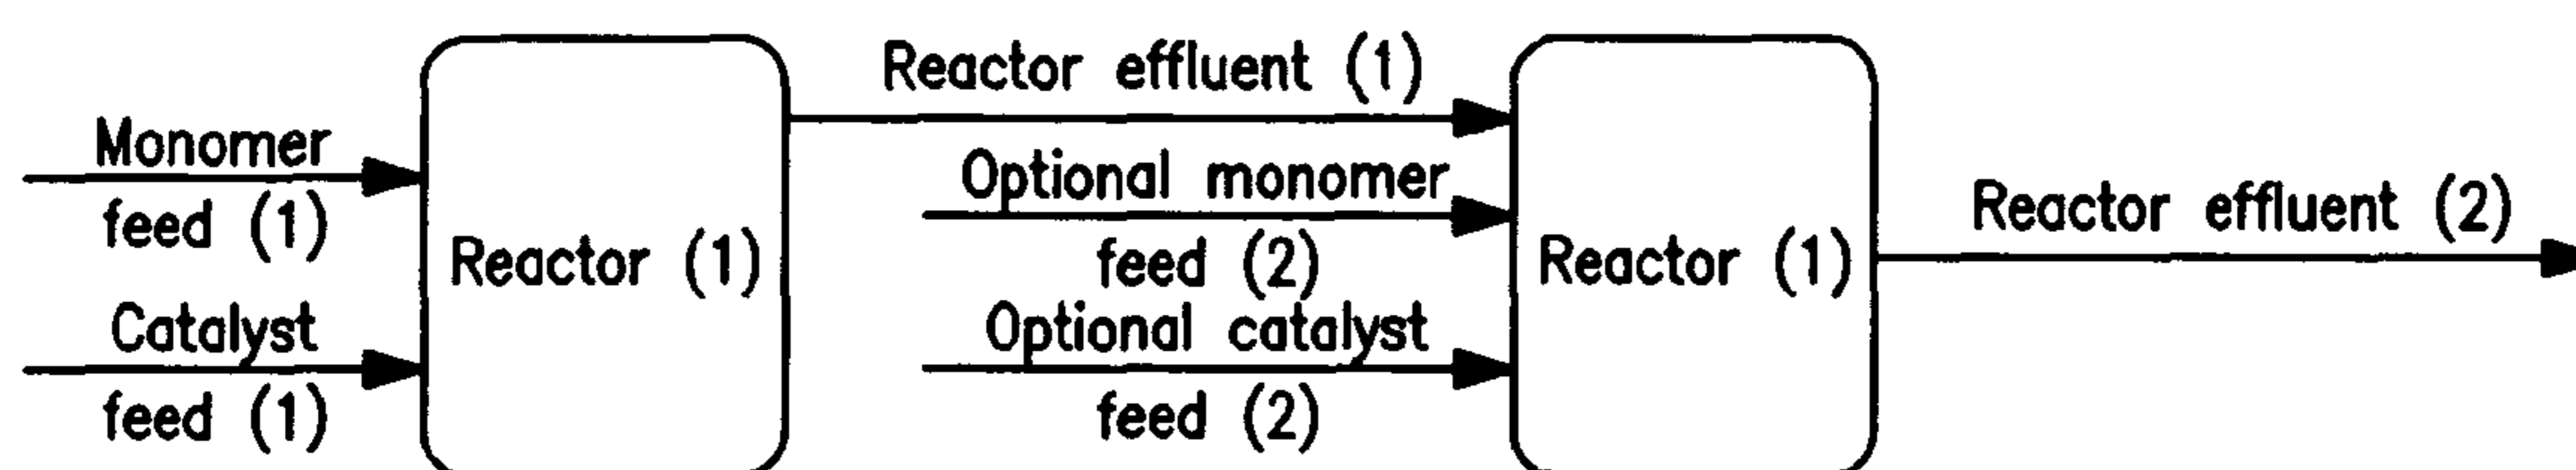 Monomer
feed (1)
Catalyst
feed (1)
Reactor (1)
Reactor effluent (1)
Optional monomer
feed (2)
Optional catalyst
feed (2)
Reactor (1)
Reactor effluent (2)